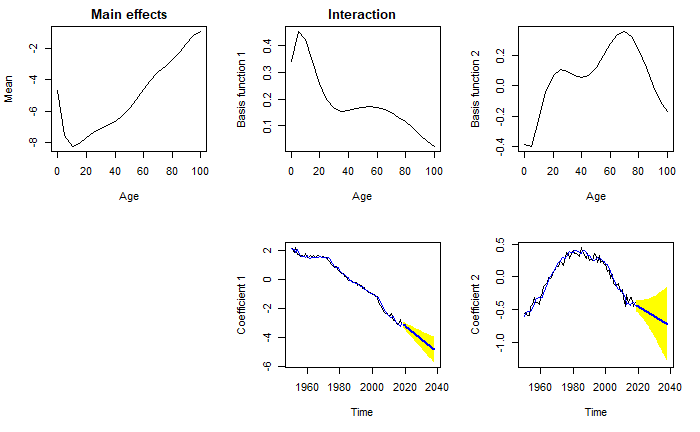 Main effects
Mean
-2
-4
-6
-8
0 20 40 60 80 100
Age
Interaction
Basis function 1
0.4
0.3
0.2
0.1
0 20 40 60 80 100
Age
Basis function 2
0.2
0.0
-0.2
-0.4
0 20 40 60 80 100
Age
Coefficient 1
2
0
-2
-4
-6
1960 1980 2000 2020 2040
Time
Coefficient 2
0.5
0.0
-0.5
-1.0
1960 1980 2000 2020 2040
Time